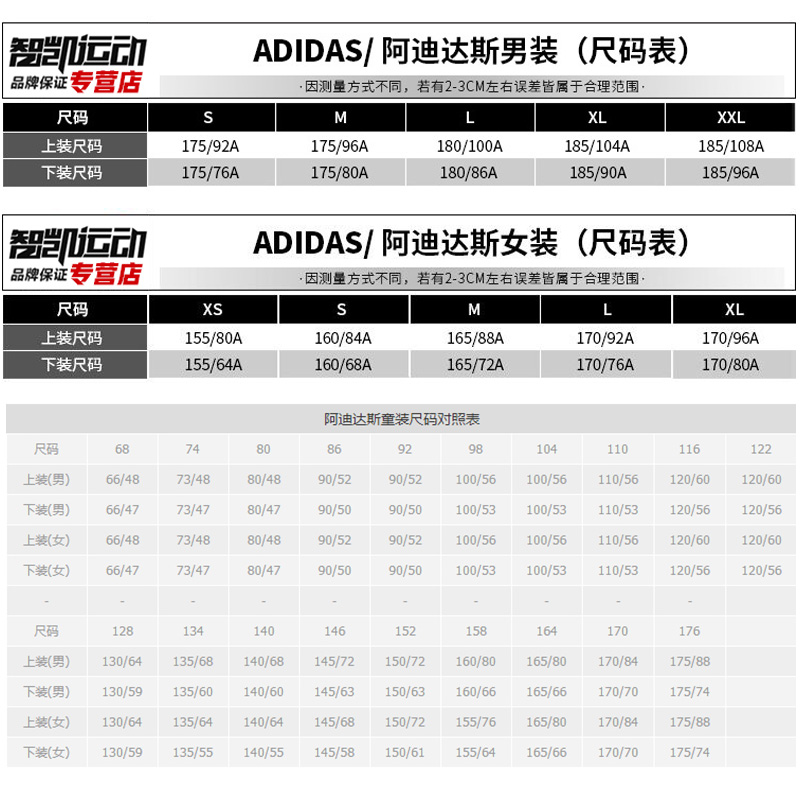 智凯运动
品牌保证 专营店
ADIDAS/ 阿迪达斯男装（尺码表）
·因测量方式不同，若有2-3CM左右误差皆属于合理范围·
尺码 S M L XL XXL
上装尺码 175/92A 175/96A 180/100A 185/104A 185/108A
下装尺码 175/76A 175/80A 180/86A 185/90A 185/96A
智凯运动
品牌保证 专营店
ADIDAS/ 阿迪达斯女装（尺码表）
·因测量方式不同，若有2-3CM左右误差皆属于合理范围·
尺码 XS S M L XL
上装尺码 155/80A 160/84A 165/88A 170/92A 170/96A
下装尺码 155/64A 160/68A 165/72A 170/76A 170/80A
阿迪达斯童装尺码对照表
尺码 68 74 80 86 92 98 104 110 116 122
上装(男) 66/48 73/48 80/48 90/52 90/52 100/56 100/56 110/56 120/60 120/60
下装(男) 66/47 73/47 80/47 90/50 90/50 100/53 100/53 110/53 120/56 120/56
上装(女) 66/48 73/48 80/48 90/52 90/52 100/56 100/56 110/56 120/60 120/60
下装(女) 66/47 73/47 80/47 90/50 90/50 100/53 100/53 110/53 120/56 120/56
- - - - - - - - - -
尺码 128 134 140 146 152 158 164 170 176
上装(男) 130/64 135/68 140/68 145/72 150/72 160/80 165/80 170/84 175/88
下装(男) 130/59 135/60 140/60 145/63 150/63 160/66 165/66 170/70 175/74
上装(女) 130/64 135/64 140/64 145/68 150/72 155/76 165/80 170/84 175/88
下装(女) 130/59 135/55 140/55 145/58 150/61 155/64 165/66 170/70 175/74